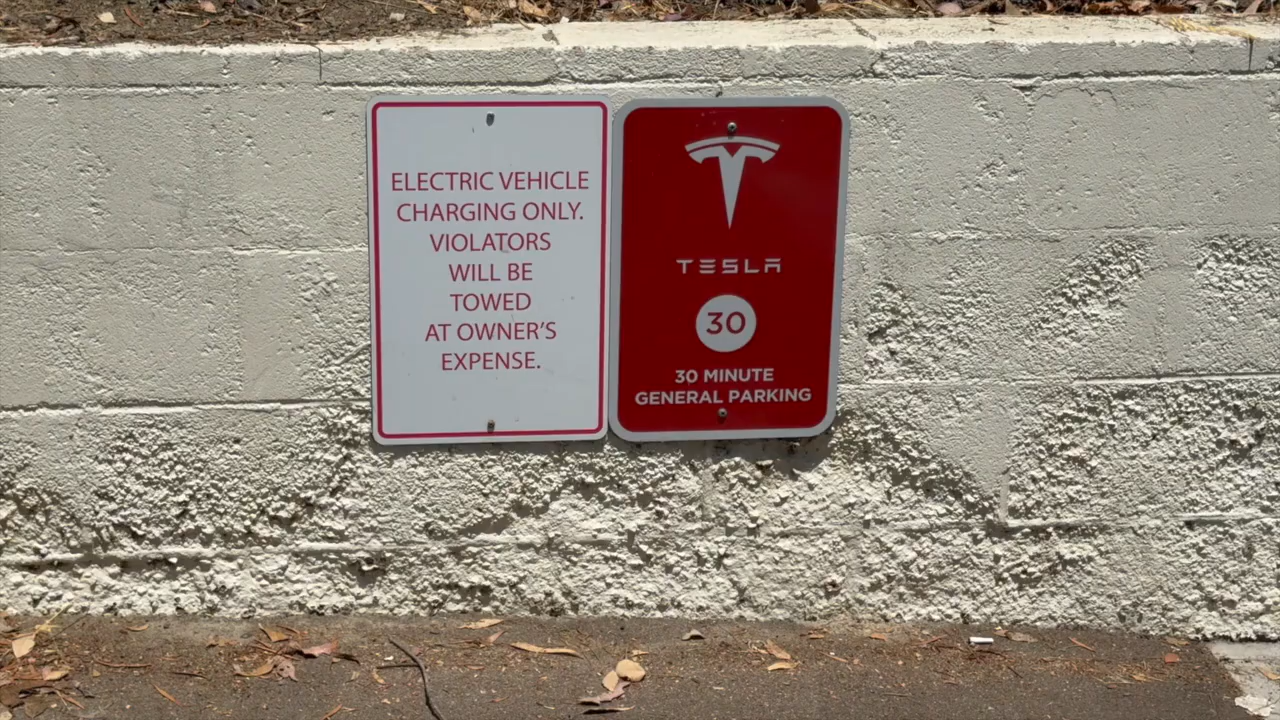 ELECTRIC VEHICLE
CHARGING ONLY.
VIOLATORS
WILL BE
TOWED
AT OWNER'S
EXPENSE.
TESLA
30
30 MINUTE
GENERAL PARKING